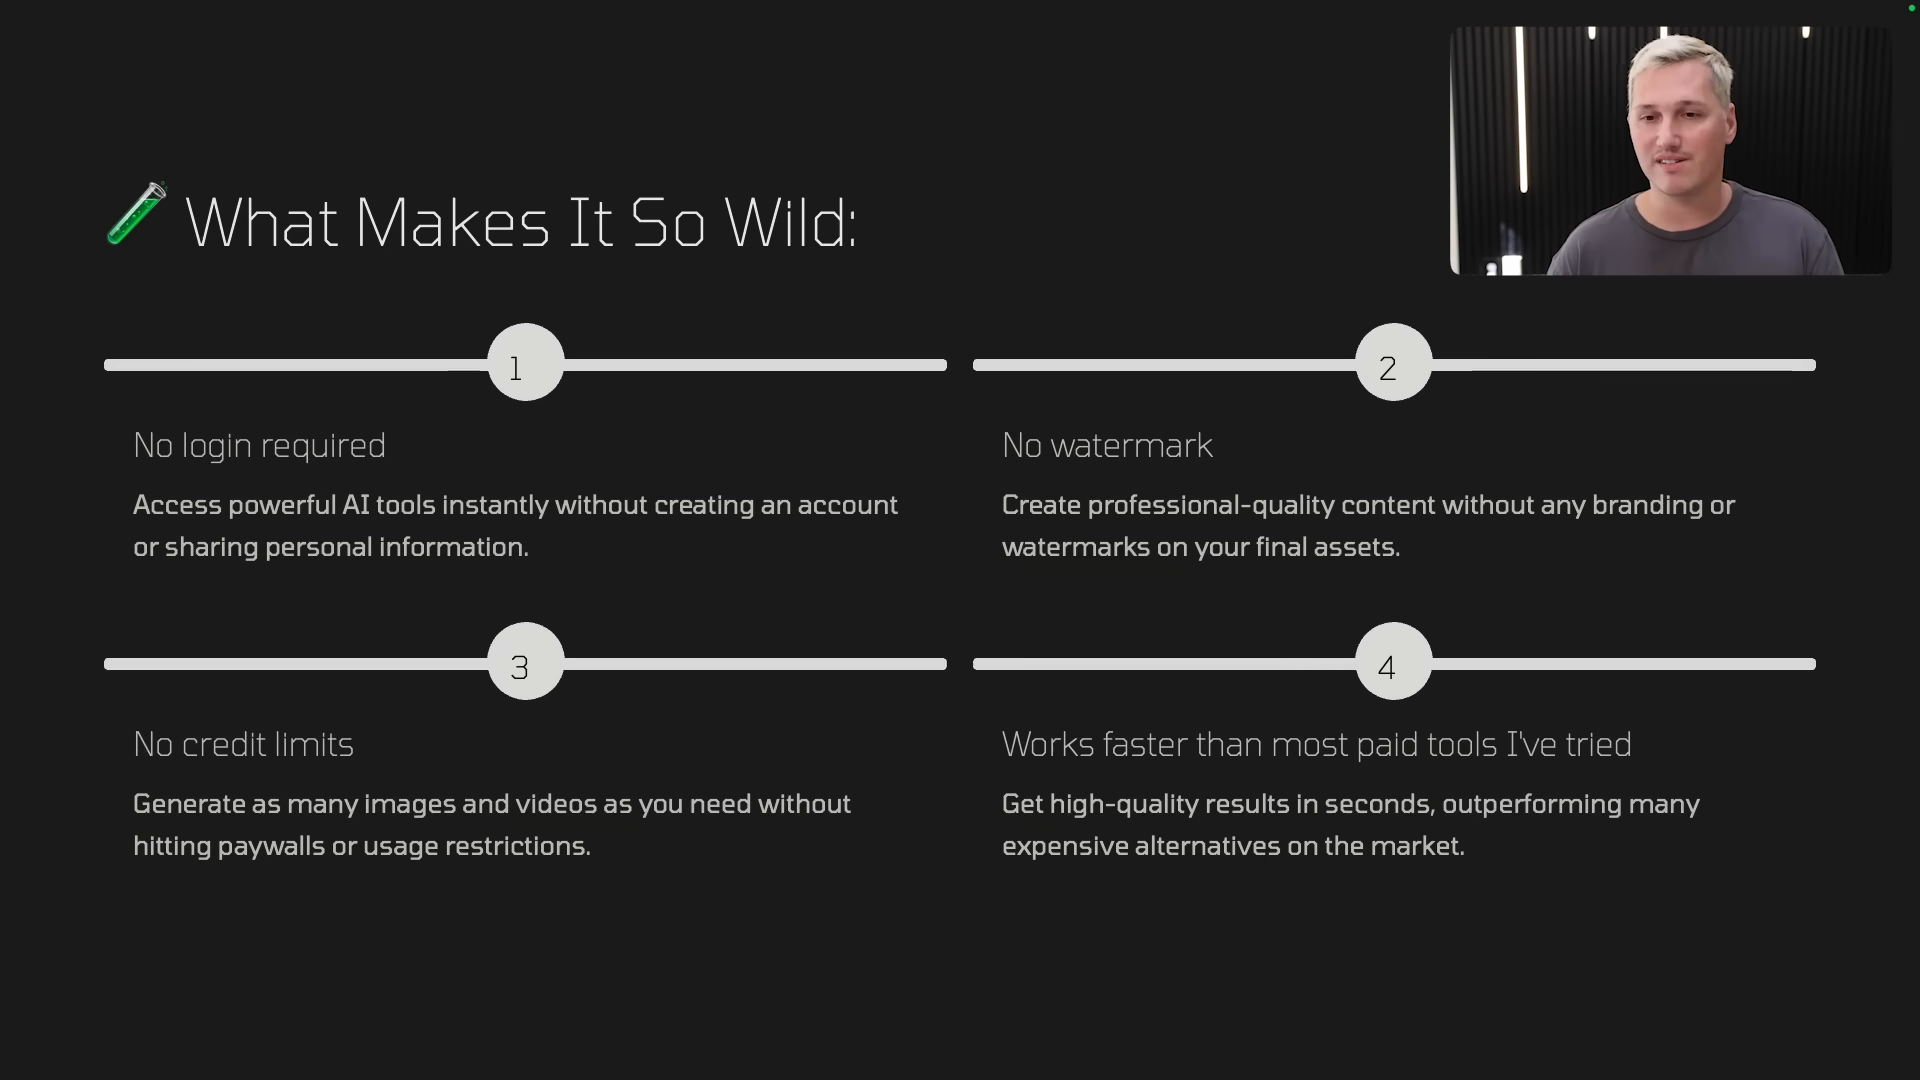 What Makes It So Wild:
1
No login required
Access powerful AI tools instantly without creating an account
or sharing personal information.
2
No watermark
Create professional-quality content without any branding or
watermarks on your final assets.
3
No credit limits
Generate as many images and videos as you need without
hitting paywalls or usage restrictions.
4
Works faster than most paid tools I've tried
Get high-quality results in seconds, outperforming many
expensive alternatives on the market.